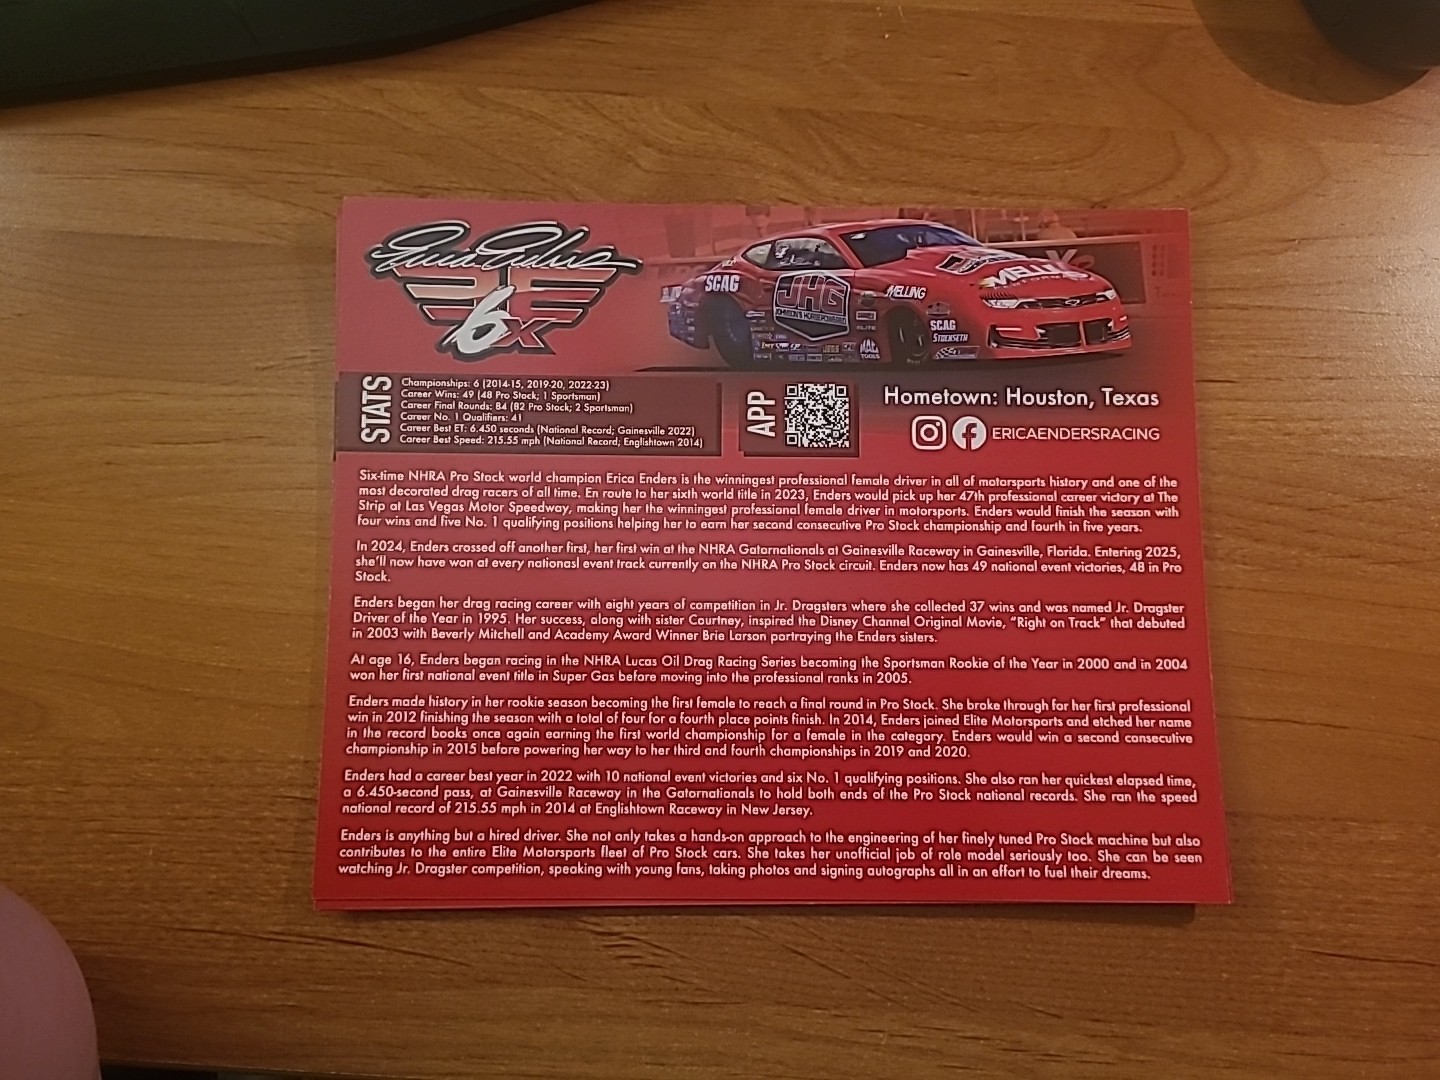 Erica Enders
6x
SCAG
JHG
JOHNSON'S HORSEPOWERED
MELLING
MELLING
ELITE
SCAG
STOCKSETH
MAC
TOOLS
STATS
Championships: 6 (2014-15, 2019-20, 2022-23)
Career Wins: 49 (48 Pro Stock; 1 Sportsman)
Career Final Rounds: 84 (82 Pro Stock; 2 Sportsman)
Career No. 1 Qualifiers: 41
Career Best ET: 6.450 seconds (National Record; Gainesville 2022)
Career Best Speed: 215.55 mph (National Record; Englishtown 2014)
APP
Hometown: Houston, Texas
ERICAENDERSRACING
Six-time NHRA Pro Stock world champion Erica Enders is the winningest professional female driver in all of motorsports history and one of the
most decorated drag racers of all time. En route to her sixth world title in 2023, Enders would pick up her 47th professional career victory at The
Strip at Las Vegas Motor Speedway, making her the winningest professional female driver in motorsports. Enders would finish the season with
four wins and five No. 1 qualifying positions helping her to earn her second consecutive Pro Stock championship and fourth in five years.
In 2024, Enders crossed off another first, her first win at the NHRA Gatornationals at Gainesville Raceway in Gainesville, Florida. Entering 2025,
she'll now have won at every nationasl event track currently on the NHRA Pro Stock circuit. Enders now has 49 national event victories, 48 in Pro
Stock.
Enders began her drag racing career with eight years of competition in Jr. Dragsters where she collected 37 wins and was named Jr. Dragster
Driver of the Year in 1995. Her success, along with sister Courtney, inspired the Disney Channel Original Movie, "Right on Track" that debuted
in 2003 with Beverly Mitchell and Academy Award Winner Brie Larson portraying the Enders sisters.
At age 16, Enders began racing in the NHRA Lucas Oil Drag Racing Series becoming the Sportsman Rookie of the Year in 2000 and in 2004
won her first national event title in Super Gas before moving into the professional ranks in 2005.
Enders made history in her rookie season becoming the first female to reach a final round in Pro Stock. She broke through for her first professional
win in 2012 finishing the season with a total of four for a fourth place points finish. In 2014, Enders joined Elite Motorsports and etched her name
in the record books once again earning the first world championship for a female in the category. Enders would win a second consecutive
championship in 2015 before powering her way to her third and fourth championships in 2019 and 2020.
Enders had a career best year in 2022 with 10 national event victories and six No. 1 qualifying positions. She also ran her quickest elapsed time,
a 6.450-second pass, at Gainesville Raceway in the Gatornationals to hold both ends of the Pro Stock national records. She ran the speed
national record of 215.55 mph in 2014 at Englishtown Raceway in New Jersey.
Enders is anything but a hired driver. She not only takes a hands-on approach to the engineering of her finely tuned Pro Stock machine but also
contributes to the entire Elite Motorsports fleet of Pro Stock cars. She takes her unofficial job of role model seriously too. She can be seen
watching Jr. Dragster competition, speaking with young fans, taking photos and signing autographs all in an effort to fuel their dreams.